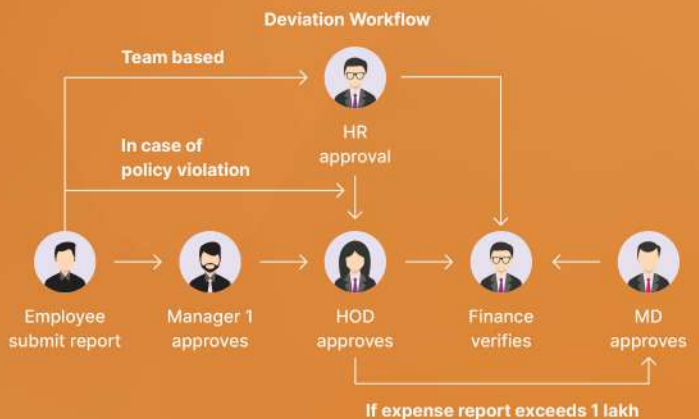 Deviation Workflow
Team based
HR
approval
In case of
policy violation
Employee
submit report
Manager 1
approves
HOD
approves
Finance
verifies
MD
approves
If expense report exceeds 1 lakh